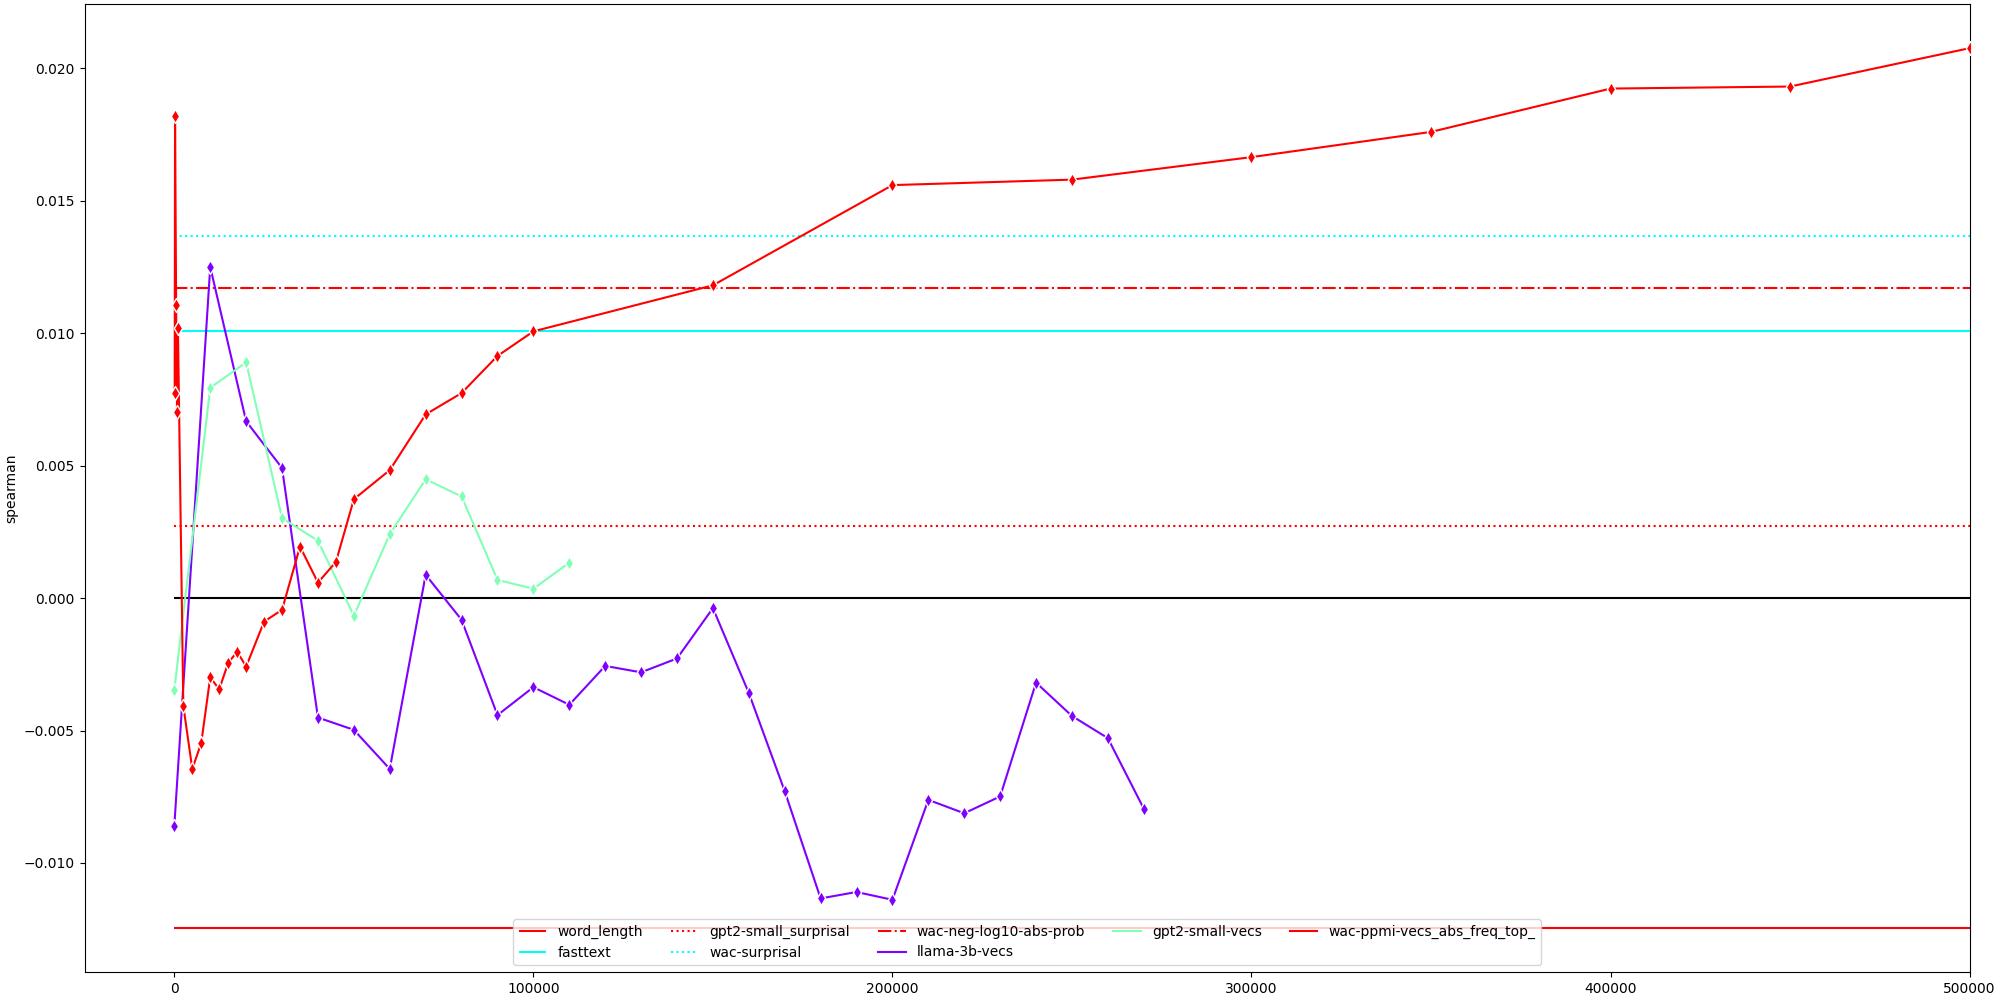 0.020
0.015
0.010
0.005
0.000
−0.005
−0.010
spearman
word_length gpt2-small_surprisal wac-neg-log10-abs-prob gpt2-small-vecs wac-ppmi-vecs_abs_freq_top_
fasttext wac-surprisal llama-3b-vecs
0 100000 200000 300000 400000 500000